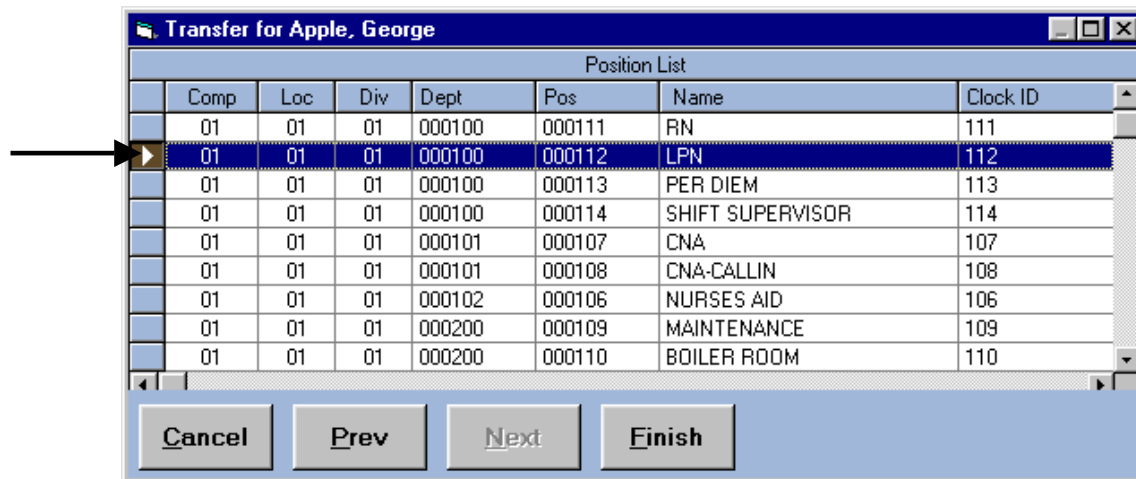 Transfer for Apple, George
Position List
Comp Loc Div Dept Pos Name Clock ID
01 01 01 000100 000111 RN 111
01 01 01 000100 000112 LPN 112
01 01 01 000100 000113 PER DIEM 113
01 01 01 000100 000114 SHIFT SUPERVISOR 114
01 01 01 000101 000107 CNA 107
01 01 01 000101 000108 CNA-CALLIN 108
01 01 01 000102 000106 NURSES AID 106
01 01 01 000200 000109 MAINTENANCE 109
01 01 01 000200 000110 BOILER ROOM 110
Cancel Prev Next Finish